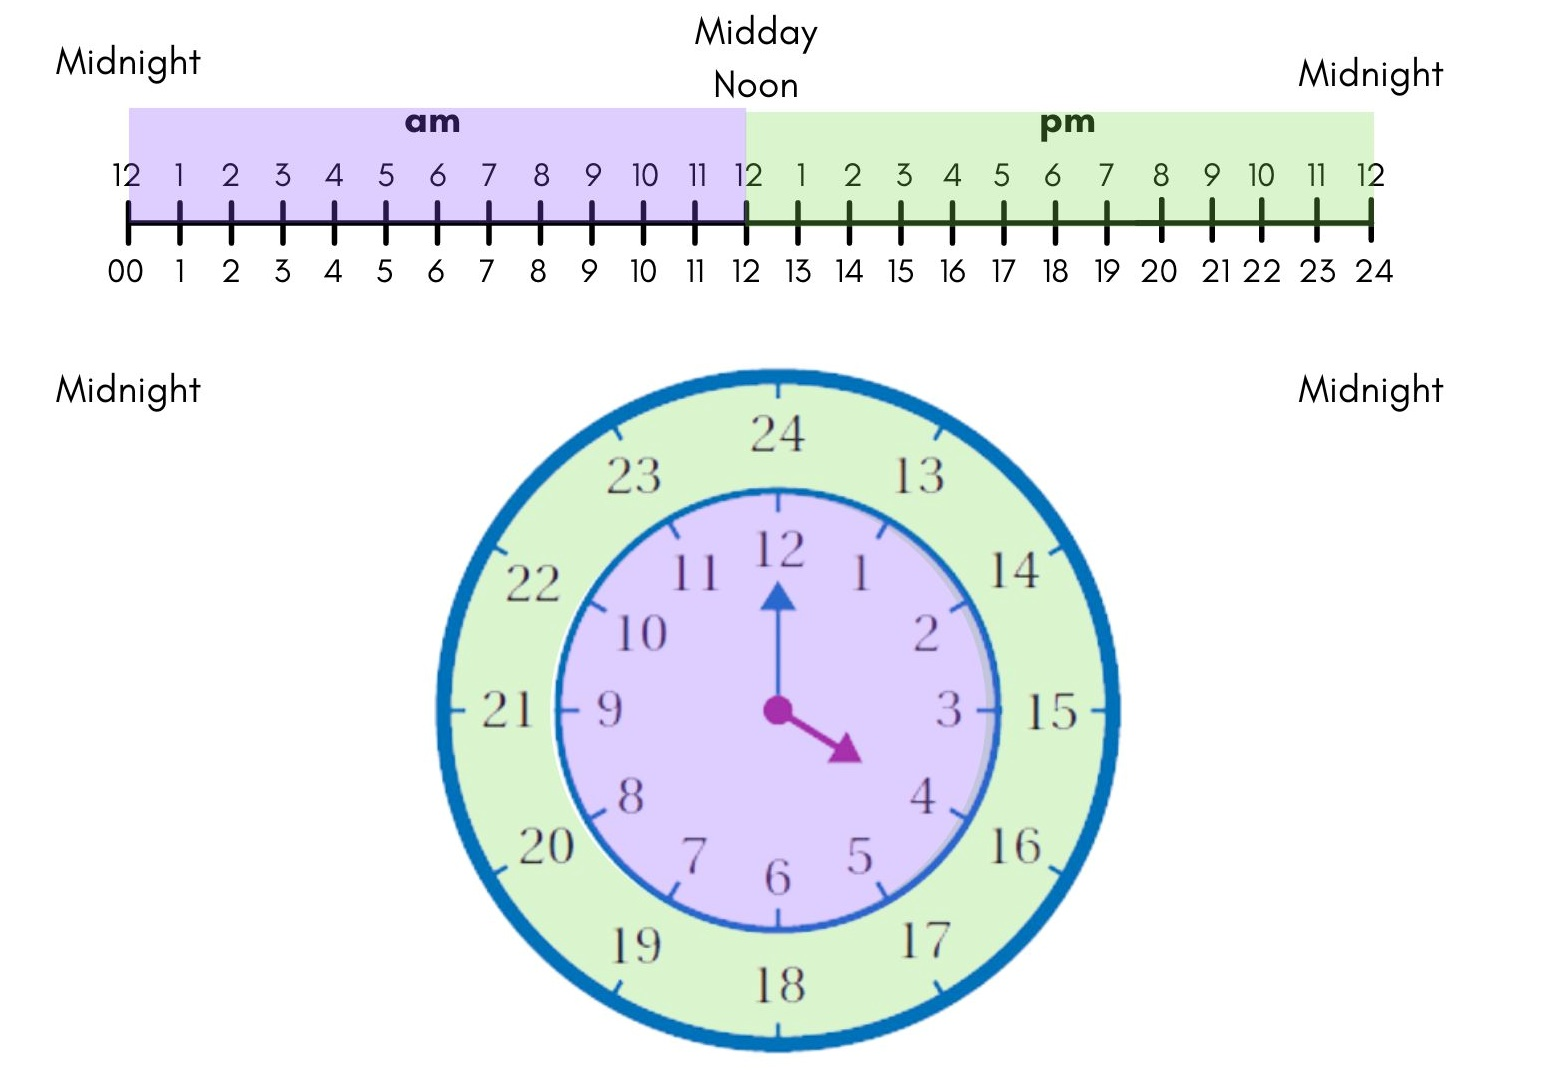 Midday
Midnight
Noon
Midnight
am pm
12 1 2 3 4 5 6 7 8 9 10 11 12 1 2 3 4 5 6 7 8 9 10 11 12
00 1 2 3 4 5 6 7 8 9 10 11 12 13 14 15 16 17 18 19 20 21 22 23 24
Midnight Midnight
24
23 13
12
11 1
22 14
10 2
21 9 3 15
8 4
20 16
7 5
6
19 17
18